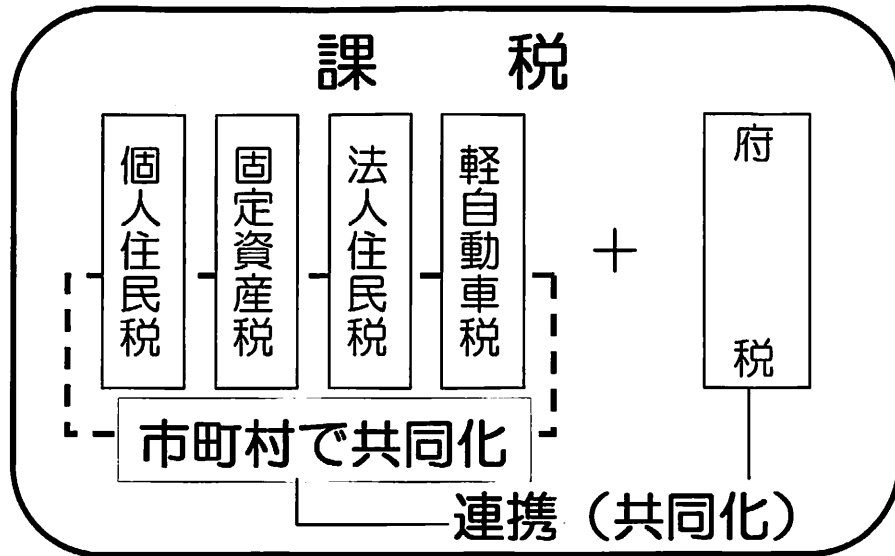 課税
個人住民税
固定資産税
法人住民税
軽自動車税
＋
府税
市町村で共同化
連携（共同化）